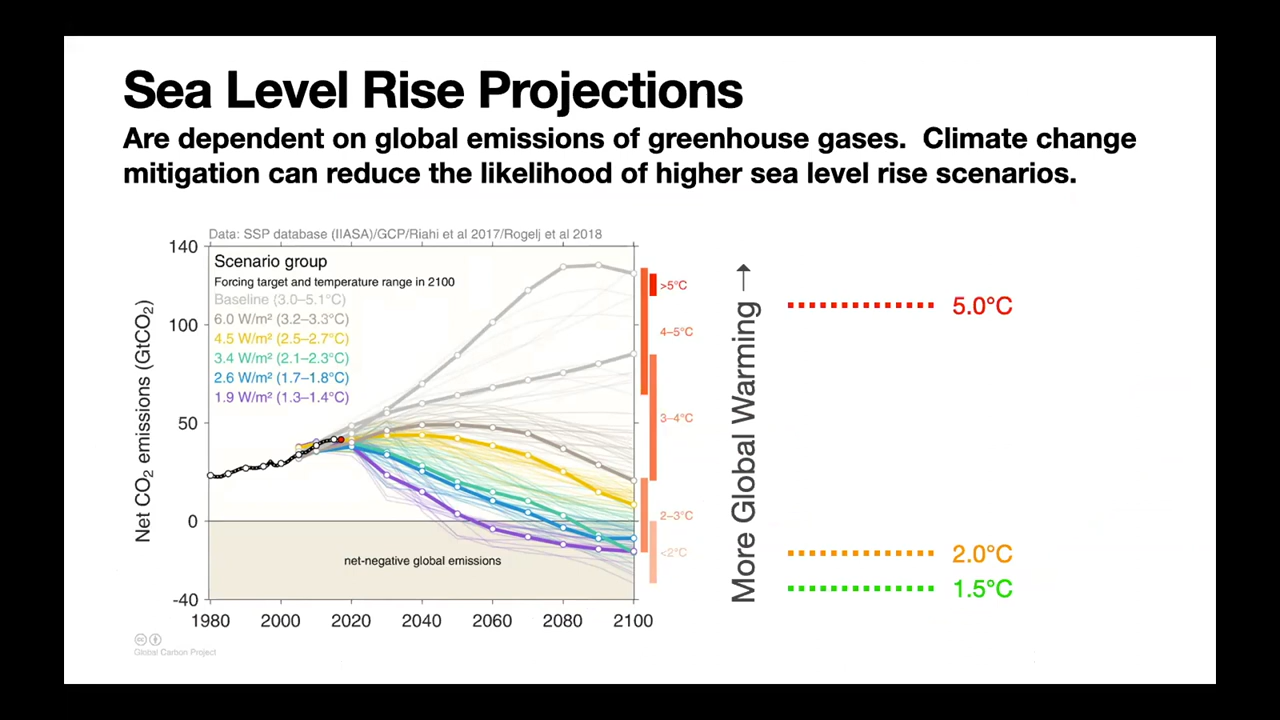 Sea Level Rise Projections
Are dependent on global emissions of greenhouse gases.  Climate change
mitigation can reduce the likelihood of higher sea level rise scenarios.
Data: SSP database (IIASA)/GCP/Riahi et al 2017/Rogelj et al 2018
Net CO₂ emissions (GtCO₂)
140
100
50
0
-40
Scenario group
Forcing target and temperature range in 2100
Baseline (3.0–5.1°C)
6.0 W/m² (3.2–3.3°C)
4.5 W/m² (2.5–2.7°C)
3.4 W/m² (2.1–2.3°C)
2.6 W/m² (1.7–1.8°C)
1.9 W/m² (1.3–1.4°C)
net-negative global emissions
1980 2000 2020 2040 2060 2080 2100
>5°C
4–5°C
3–4°C
2–3°C
<2°C
More Global Warming →
5.0°C
2.0°C
1.5°C
cc
Global Carbon Project